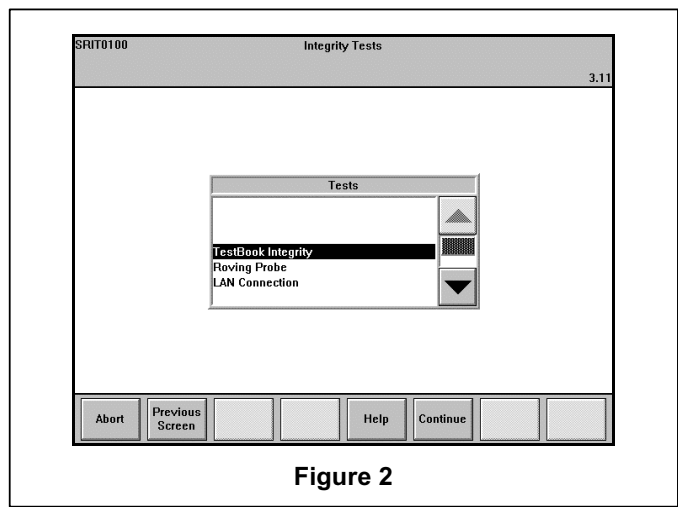 SRIT0100 Integrity Tests
3.11
Tests
TestBook Integrity
Roving Probe
LAN Connection
Abort
Previous
Screen
Help
Continue
Figure 2